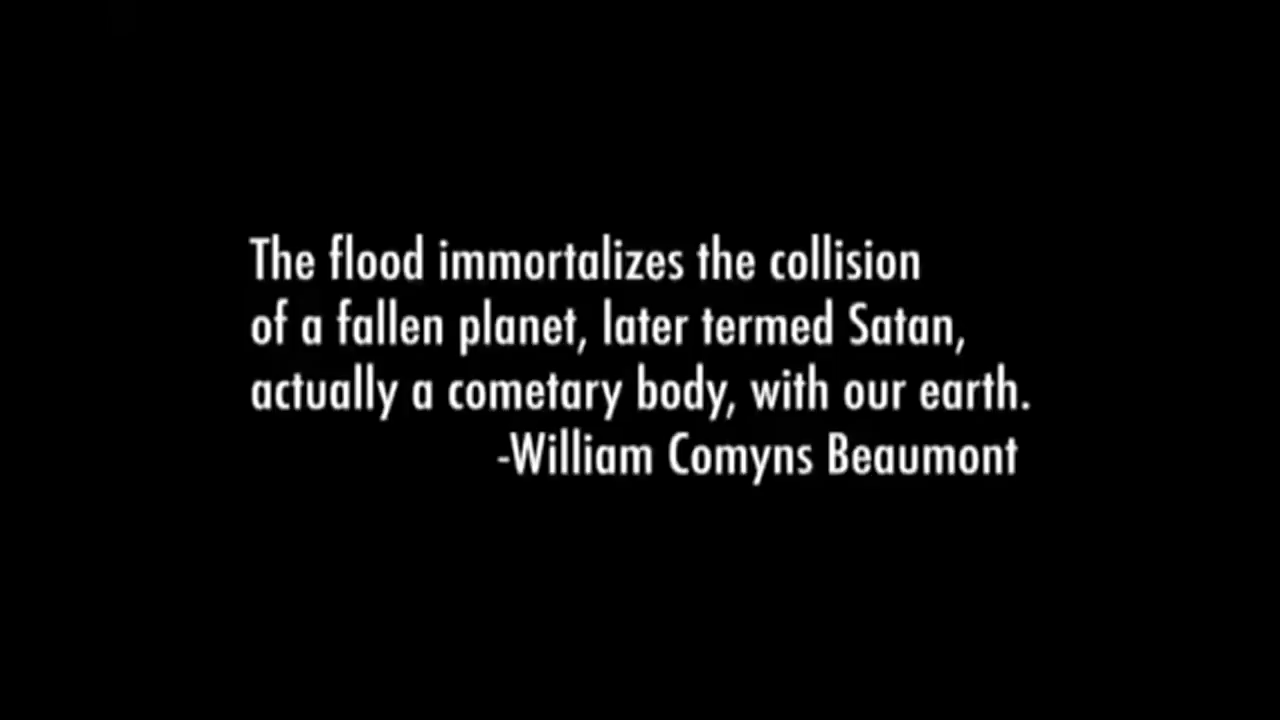 The flood immortalizes the collision
of a fallen planet, later termed Satan,
actually a cometary body, with our earth.
-William Comyns Beaumont